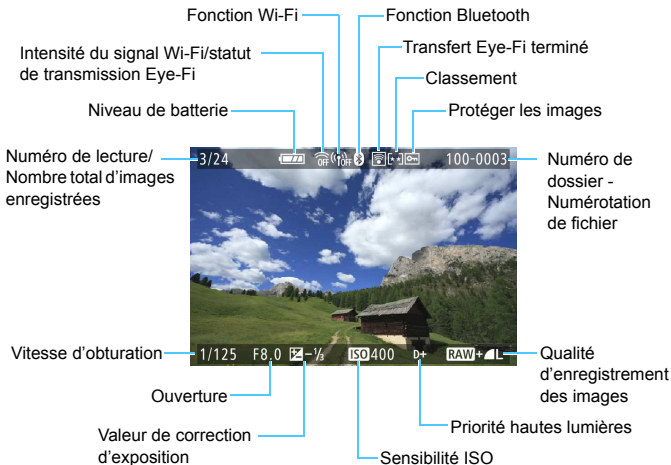 Fonction Wi-Fi
Fonction Bluetooth
Intensité du signal Wi-Fi/statut
de transmission Eye-Fi
Transfert Eye-Fi terminé
Classement
Niveau de batterie
Protéger les images
Numéro de lecture/
Nombre total d'images
enregistrées
3/24
OFF
OFF
100-0003
Numéro de
dossier -
Numérotation
de fichier
Vitesse d'obturation
1/125 F8.0 -⅓ ISO 400 D+ RAW+L
Qualité
d'enregistrement
des images
Ouverture
Priorité hautes lumières
Valeur de correction
d'exposition
Sensibilité ISO